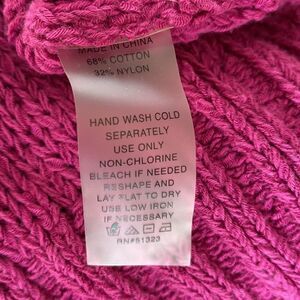 MADE IN CHINA
68% COTTON
32% NYLON
HAND WASH COLD
SEPARATELY
USE ONLY
NON-CHLORINE
BLEACH IF NEEDED
RESHAPE AND
LAY FLAT TO DRY
USE LOW IRON
IF NECESSARY
RN#61323